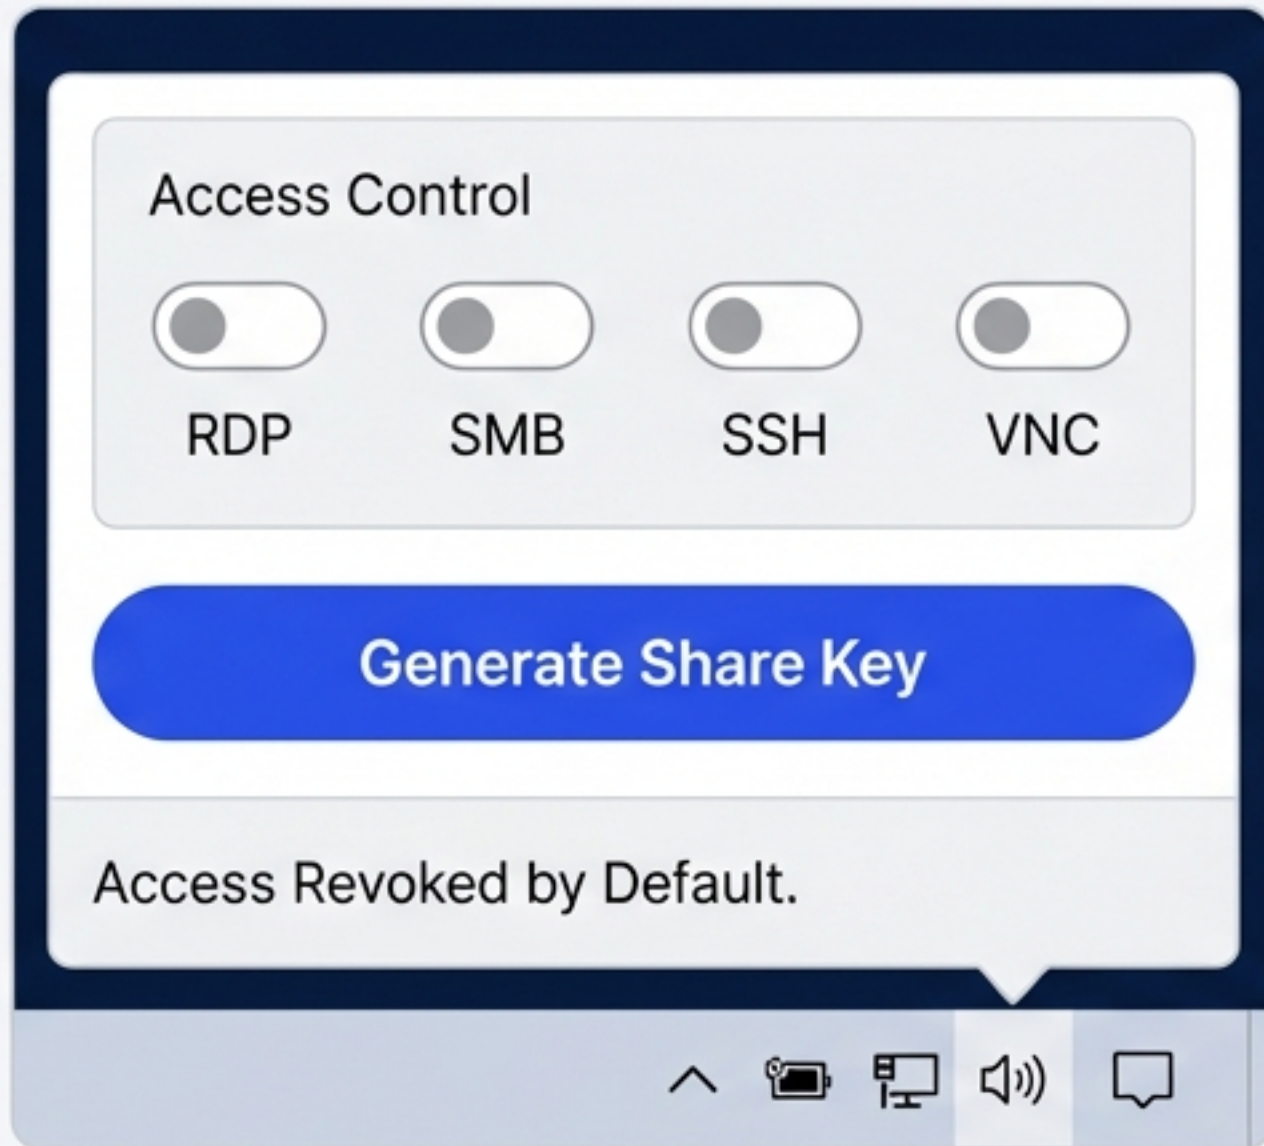 Access Control
RDP SMB SSH VNC
Generate Share Key
Access Revoked by Default.